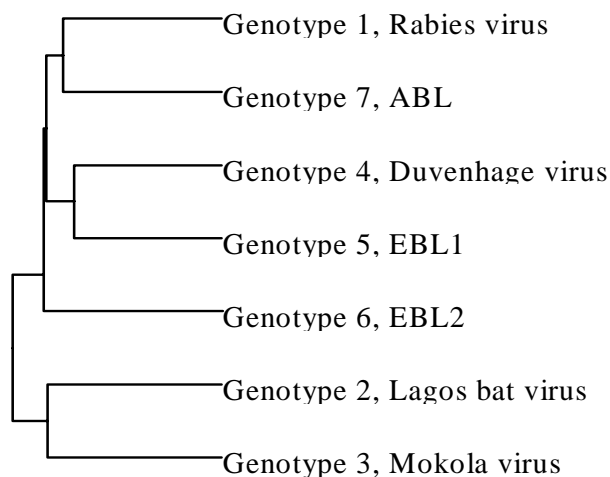 Genotype 1, Rabies virus
Genotype 7, ABL
Genotype 4, Duvenhage virus
Genotype 5, EBL1
Genotype 6, EBL2
Genotype 2, Lagos bat virus
Genotype 3, Mokola virus